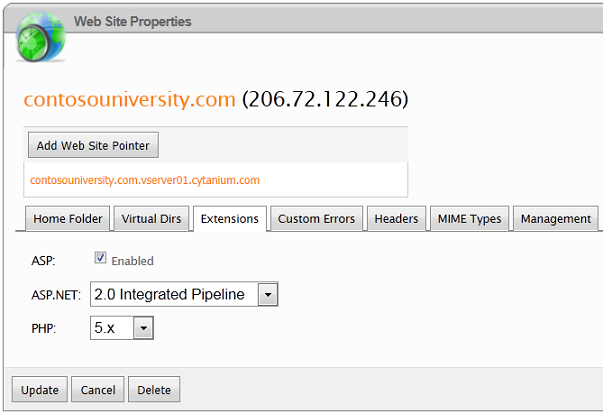 Web Site Properties
contosouniversity.com (206.72.122.246)
Add Web Site Pointer
contosouniversity.com.vserver01.cytanium.com
Home Folder Virtual Dirs Extensions Custom Errors Headers MIME Types Management
ASP: Enabled
ASP.NET: 2.0 Integrated Pipeline
PHP: 5.x
Update Cancel Delete